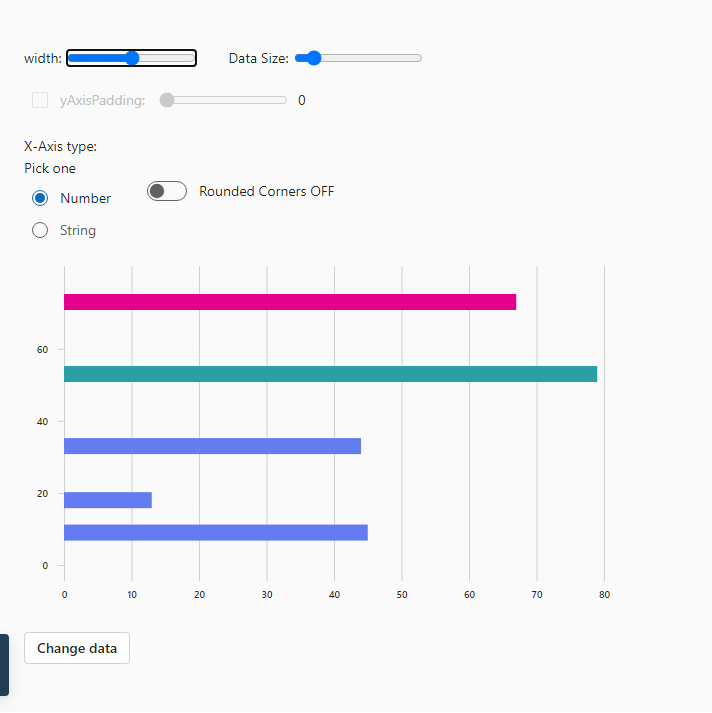 width: Data Size:
yAxisPadding: 0
X-Axis type:
Pick one
Number
Rounded Corners OFF
String
60
40
20
0
0 10 20 30 40 50 60 70 80
Change data